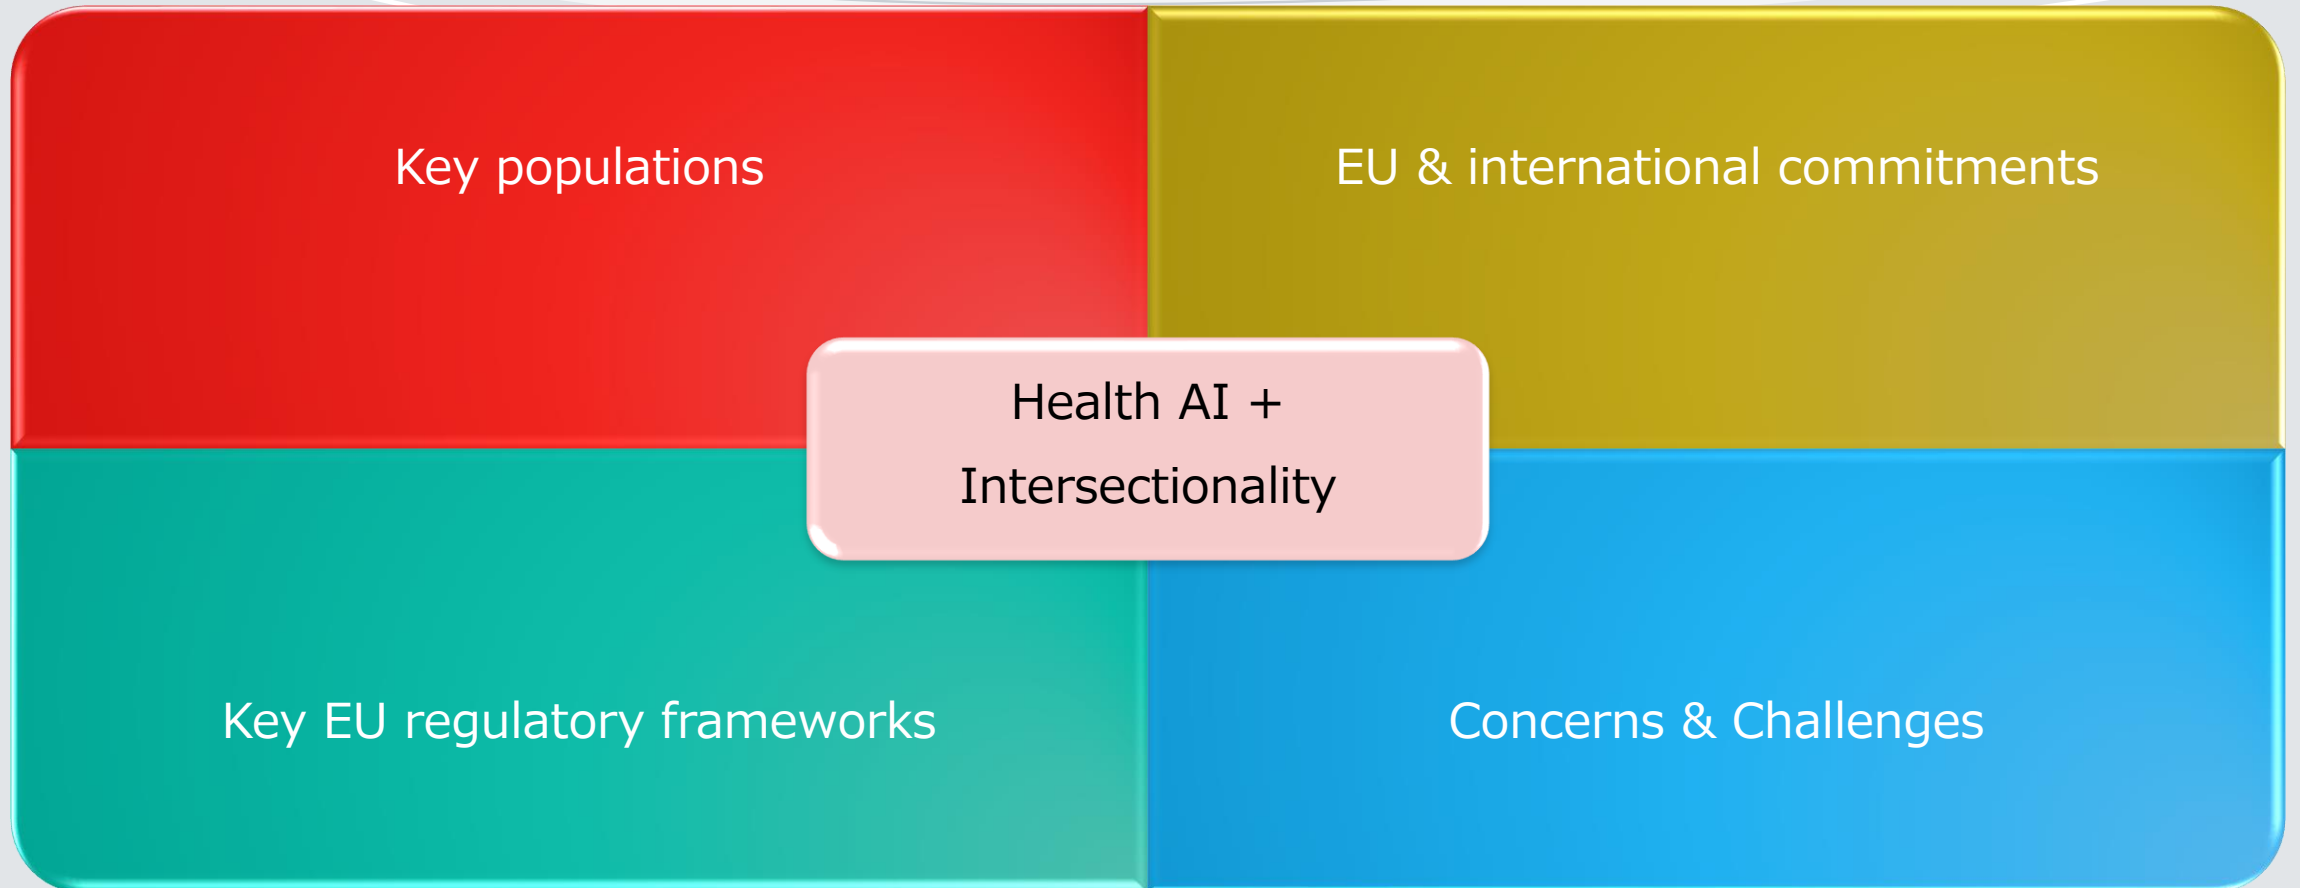 Key populations
EU & international commitments
Health AI +
Intersectionality
Key EU regulatory frameworks
Concerns & Challenges